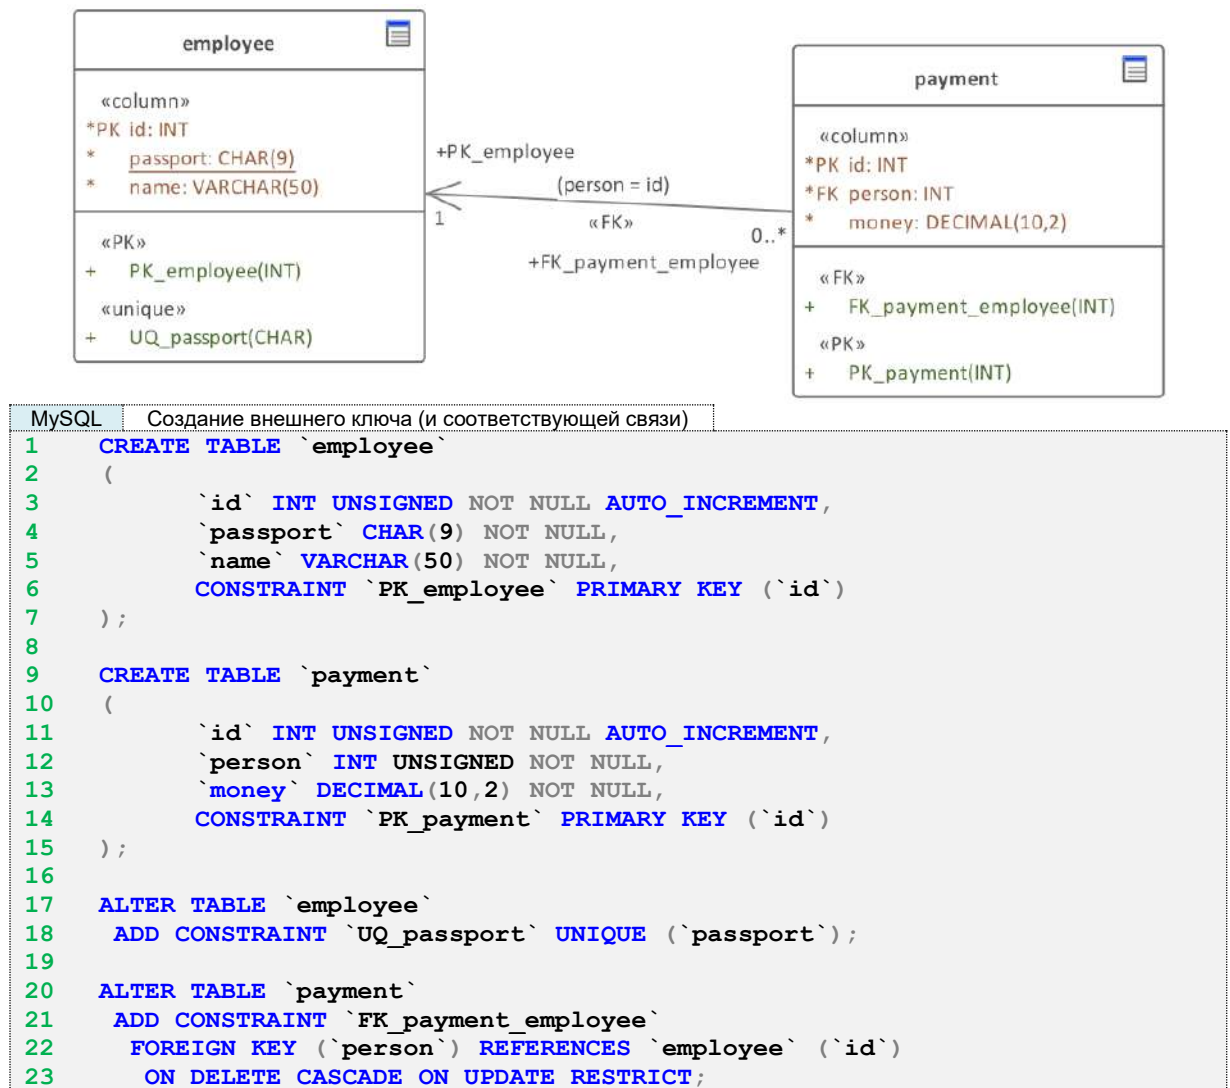 employee
«column»
*PK id: INT
* passport: CHAR(9)
* name: VARCHAR(50)
«PK»
+ PK_employee(INT)
«unique»
+ UQ_passport(CHAR)
+PK_employee
(person = id)
1
«FK»
0..*
+FK_payment_employee
payment
«column»
*PK id: INT
*FK person: INT
* money: DECIMAL(10,2)
«FK»
+ FK_payment_employee(INT)
«PK»
+ PK_payment(INT)
MySQL Создание внешнего ключа (и соответствующей связи)
1 CREATE TABLE `employee`
2 (
3 `id` INT UNSIGNED NOT NULL AUTO_INCREMENT,
4 `passport` CHAR(9) NOT NULL,
5 `name` VARCHAR(50) NOT NULL,
6 CONSTRAINT `PK_employee` PRIMARY KEY (`id`)
7 );
8
9 CREATE TABLE `payment`
10 (
11 `id` INT UNSIGNED NOT NULL AUTO_INCREMENT,
12 `person` INT UNSIGNED NOT NULL,
13 `money` DECIMAL(10,2) NOT NULL,
14 CONSTRAINT `PK_payment` PRIMARY KEY (`id`)
15 );
16
17 ALTER TABLE `employee`
18 ADD CONSTRAINT `UQ_passport` UNIQUE (`passport`);
19
20 ALTER TABLE `payment`
21 ADD CONSTRAINT `FK_payment_employee`
22 FOREIGN KEY (`person`) REFERENCES `employee` (`id`)
23 ON DELETE CASCADE ON UPDATE RESTRICT;